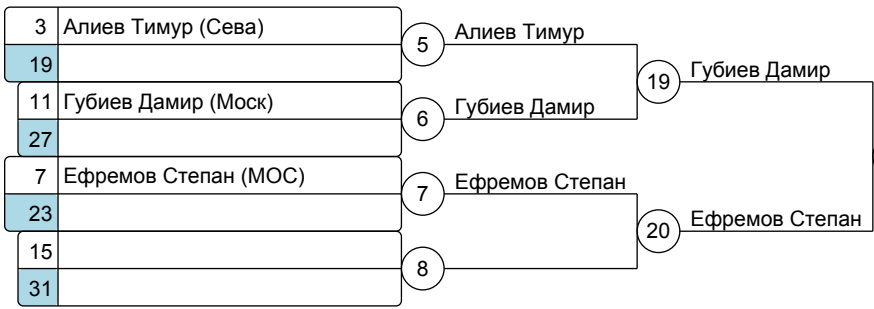 3 Алиев Тимур (Сева)
19
5 Алиев Тимур
11 Губиев Дамир (Моск)
27
6 Губиев Дамир
19 Губиев Дамир
7 Ефремов Степан (МОС)
23
7 Ефремов Степан
15
31
8
20 Ефремов Степан